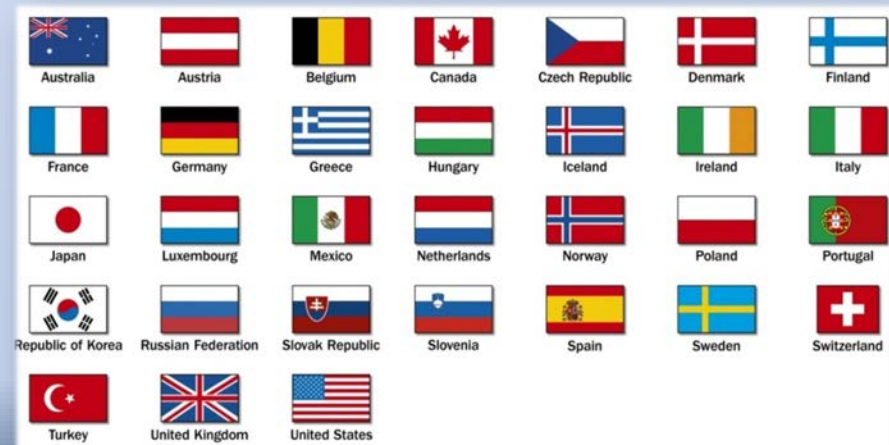 Australia Austria Belgium Canada Czech Republic Denmark Finland
France Germany Greece Hungary Iceland Ireland Italy
Japan Luxembourg Mexico Netherlands Norway Poland Portugal
Republic of Korea Russian Federation Slovak Republic Slovenia Spain Sweden Switzerland
Turkey United Kingdom United States